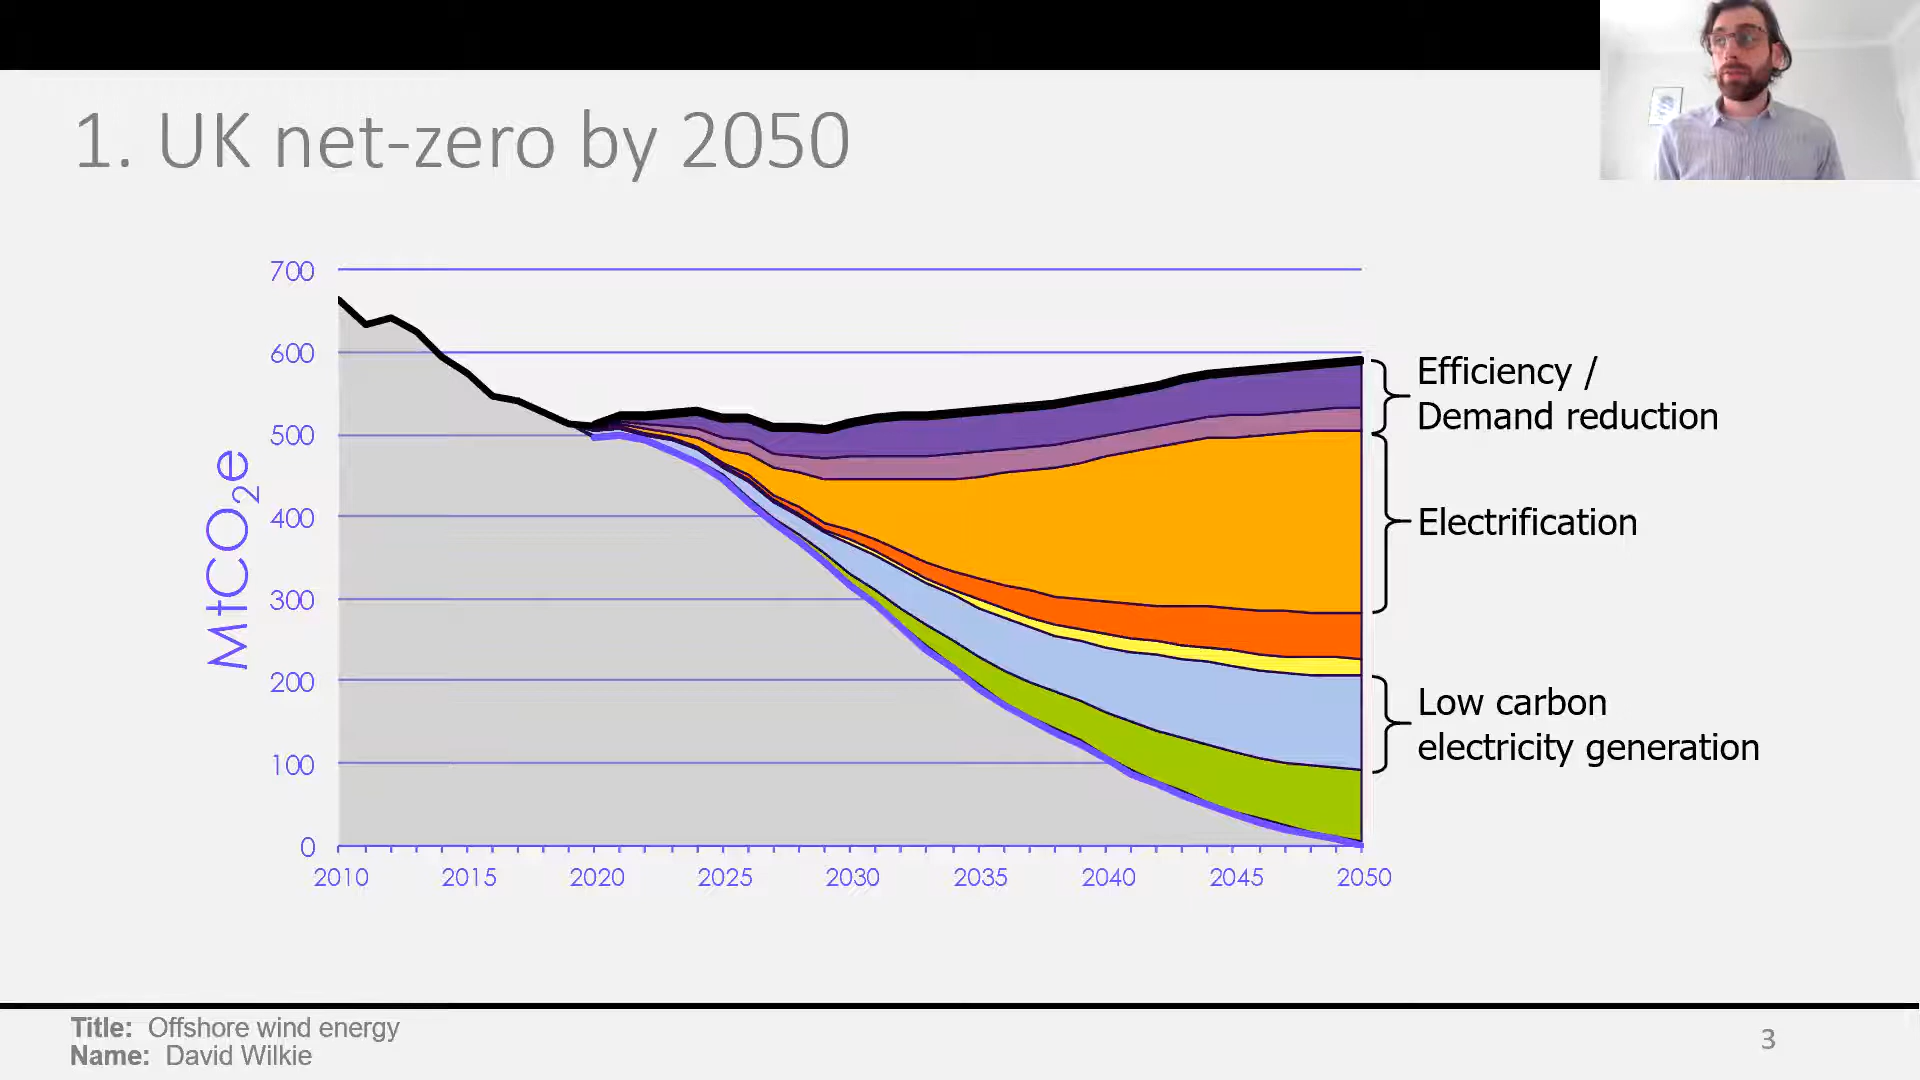 1. UK net-zero by 2050
700
600
500
400
300
200
100
0
MtCO₂e
2010 2015 2020 2025 2030 2035 2040 2045 2050
Efficiency /
Demand reduction
Electrification
Low carbon
electricity generation
Title: Offshore wind energy
Name: David Wilkie
3